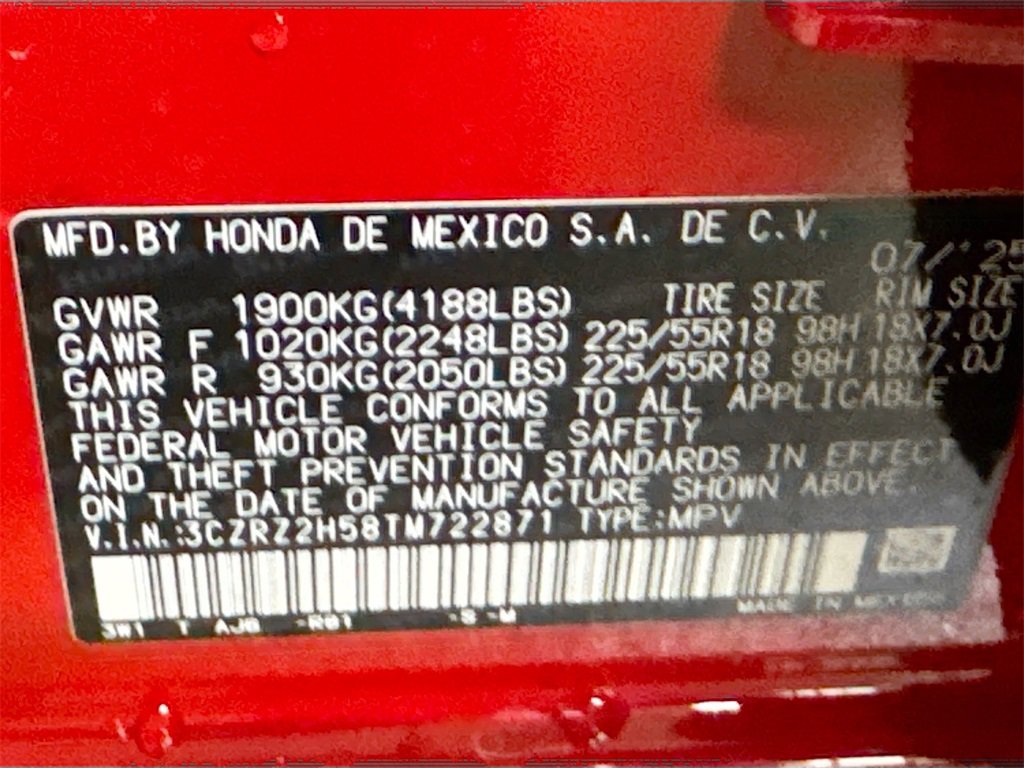 MFD.BY HONDA DE MEXICO S.A. DE C.V.
07/'25
GVWR 1900KG(4188LBS) TIRE SIZE RIM SIZE
GAWR F 1020KG(2248LBS) 225/55R18 98H 18X7.0J
GAWR R 930KG(2050LBS) 225/55R18 98H 18X7.0J
THIS VEHICLE CONFORMS TO ALL APPLICABLE
FEDERAL MOTOR VEHICLE SAFETY
AND THEFT PREVENTION STANDARDS IN EFFECT
ON THE DATE OF MANUFACTURE SHOWN ABOVE.
V.I.N.:3CZRZ2H58TM722871 TYPE:MPV
3W1 T AJG -R01 -S -M MADE IN MEXICO